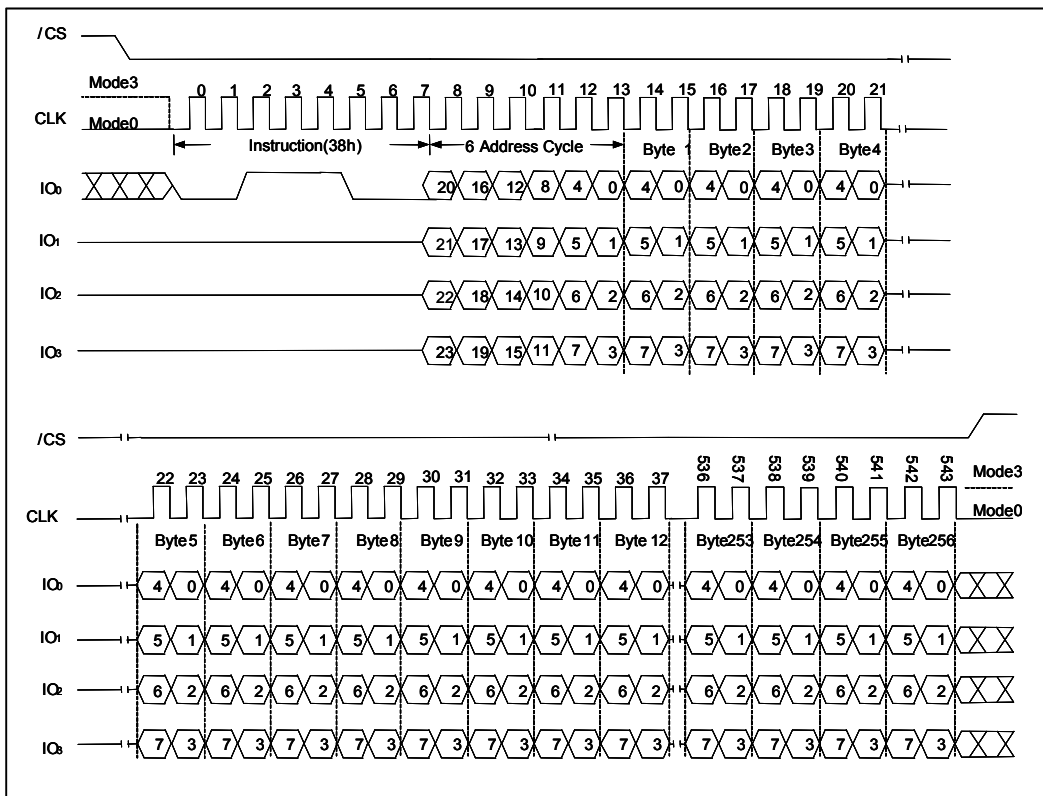 /CS
Mode3
CLK
Mode0
0 1 2 3 4 5 6 7 8 9 10 11 12 13 14 15 16 17 18 19 20 21
Instruction(38h) 6 Address Cycle Byte 1 Byte2 Byte3 Byte4
IO0 20 16 12 8 4 0 4 0 4 0 4 0 4 0
IO1 21 17 13 9 5 1 5 1 5 1 5 1 5 1
IO2 22 18 14 10 6 2 6 2 6 2 6 2 6 2
IO3 23 19 15 11 7 3 7 3 7 3 7 3 7 3
/CS
22 23 24 25 26 27 28 29 30 31 32 33 34 35 36 37 536 537 538 539 540 541 542 543
Mode3
CLK
Mode0
Byte5 Byte6 Byte7 Byte8 Byte9 Byte10 Byte11 Byte12 Byte253 Byte254 Byte255 Byte256
IO0 4 0 4 0 4 0 4 0 4 0 4 0 4 0 4 0 4 0 4 0 4 0 4 0
IO1 5 1 5 1 5 1 5 1 5 1 5 1 5 1 5 1 5 1 5 1 5 1 5 1
IO2 6 2 6 2 6 2 6 2 6 2 6 2 6 2 6 2 6 2 6 2 6 2 6 2
IO3 7 3 7 3 7 3 7 3 7 3 7 3 7 3 7 3 7 3 7 3 7 3 7 3